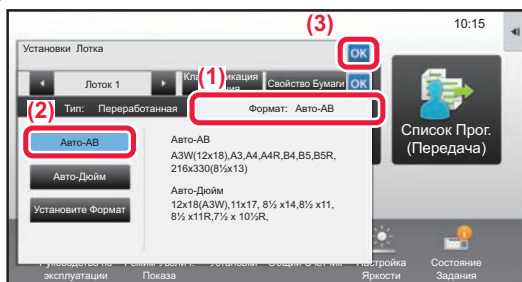 (3)
10:15
Установки Лотка
OK
(1)
Лоток 1
Свойство Бумаги
OK
(2)
Тип: Переработанная
Формат: Авто-AB
Список Прог.
(Передача)
Авто-AB
Авто-AB
A3W(12x18),A3,A4,A4R,B4,B5,B5R,
216x330(8½x13)
Авто-Дюйм
Авто-Дюйм
12x18(A3W),11x17, 8½ x14,8½ x11,
8½ x11R,7¼ x 10½R,
Установите Формат
эксплуатации
Показа
Яркости
Состояние
Задания